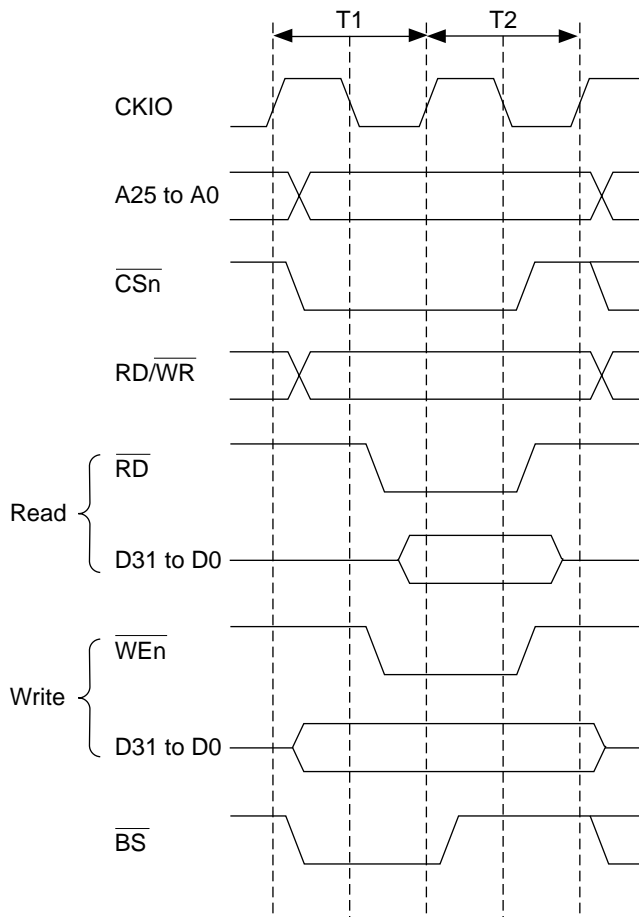 T1 T2
CKIO
A25 to A0
CSn
RD/WR
Read
RD
D31 to D0
Write
WEn
D31 to D0
BS